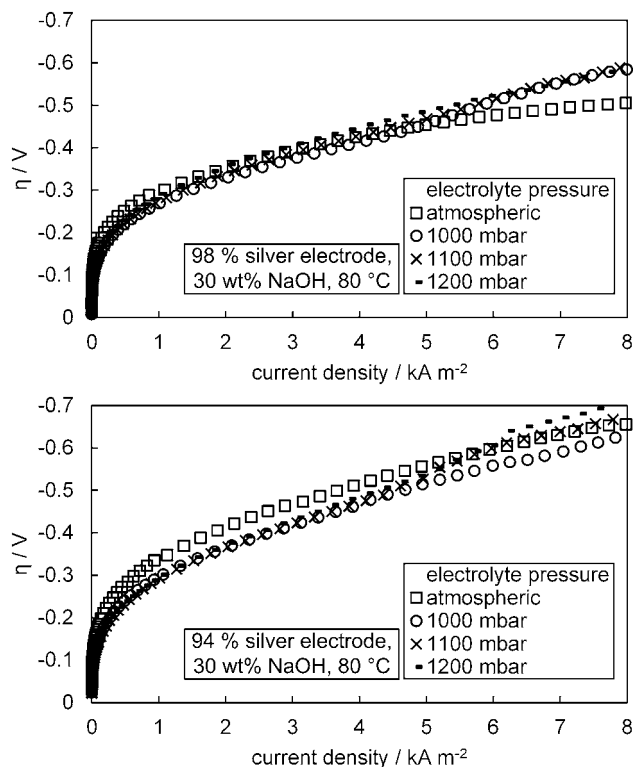 -0.7
-0.6
-0.5
-0.4
-0.3
-0.2
-0.1
0
η / V
electrolyte pressure
atmospheric
1000 mbar
1100 mbar
1200 mbar
98 % silver electrode,
30 wt% NaOH, 80 °C
0 1 2 3 4 5 6 7 8
current density / kA m⁻²
-0.7
-0.6
-0.5
-0.4
-0.3
-0.2
-0.1
0
η / V
electrolyte pressure
atmospheric
1000 mbar
1100 mbar
1200 mbar
94 % silver electrode,
30 wt% NaOH, 80 °C
0 1 2 3 4 5 6 7 8
current density / kA m⁻²